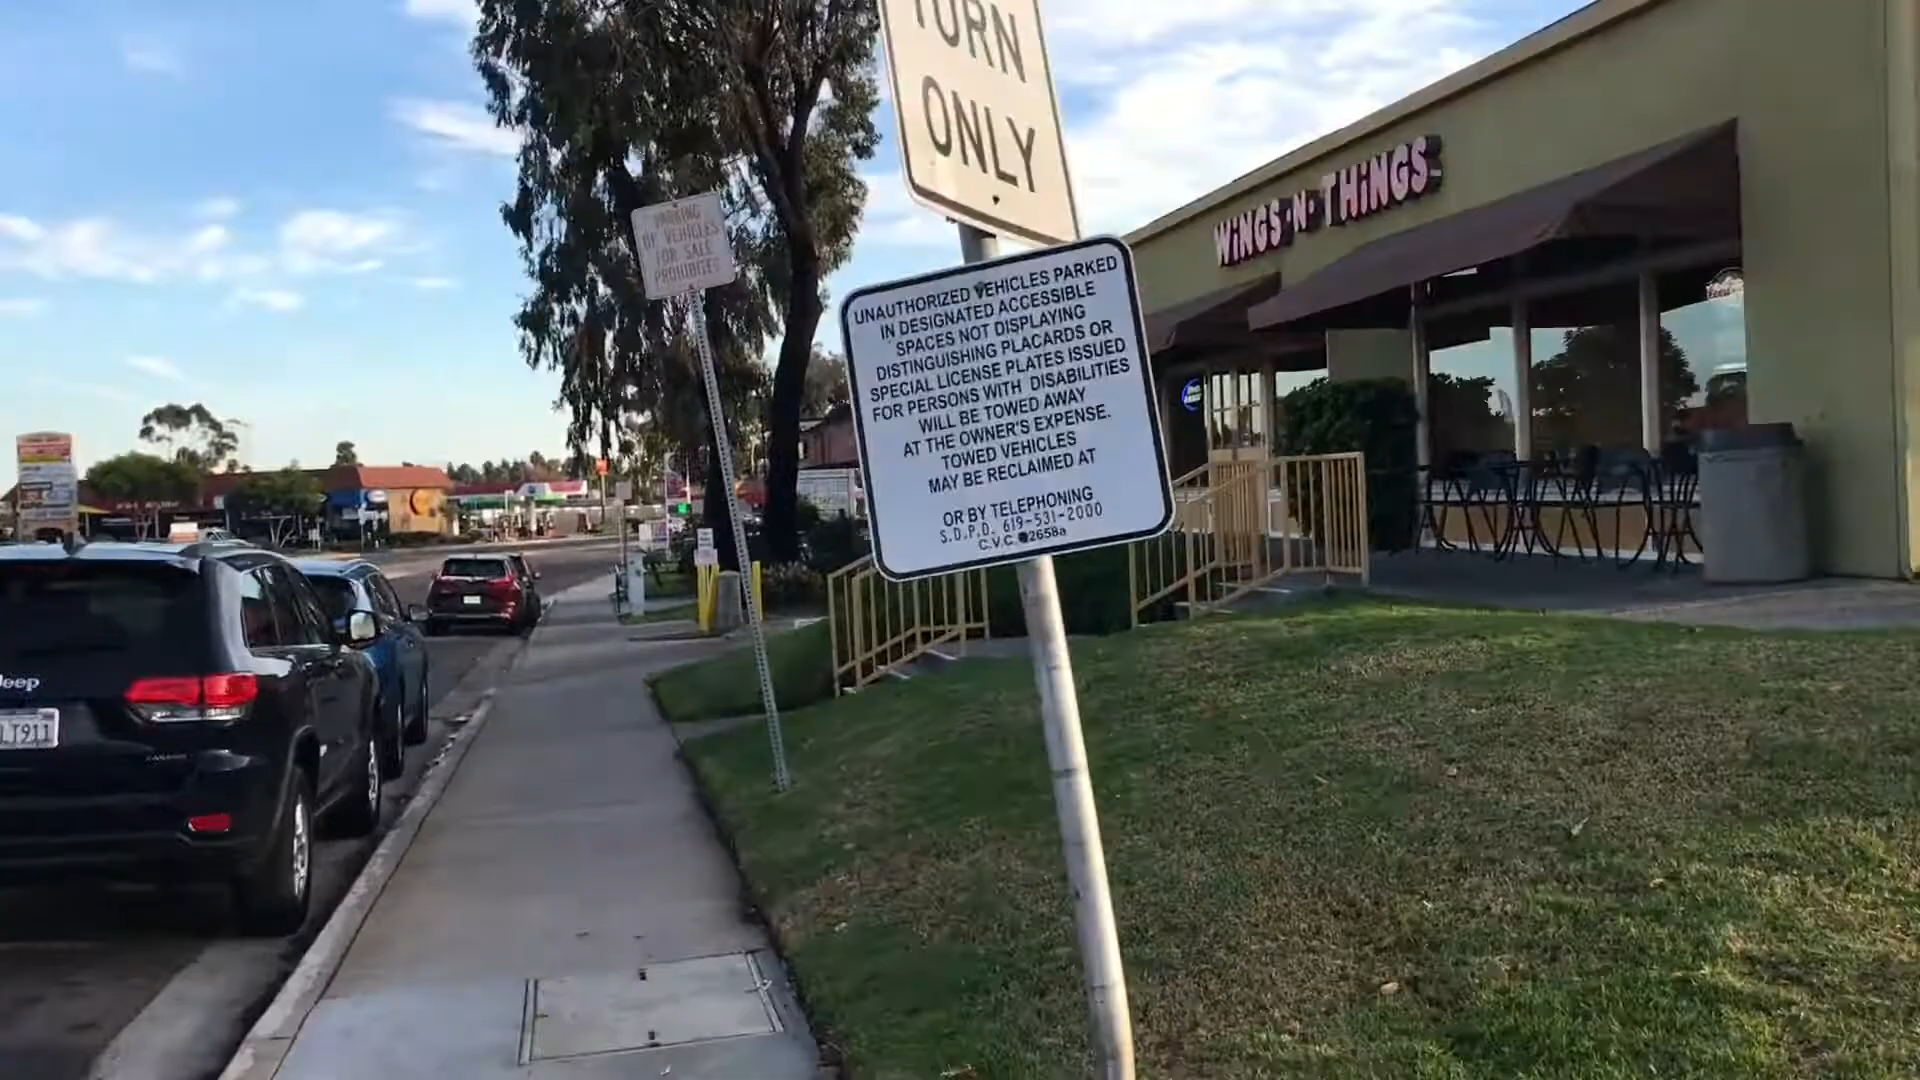 TURN
ONLY
PARKING
OF VEHICLES
FOR SALE
PROHIBITED
WiNGS-N-THiNGS
UNAUTHORIZED VEHICLES PARKED
IN DESIGNATED ACCESSIBLE
SPACES NOT DISPLAYING
DISTINGUISHING PLACARDS OR
SPECIAL LICENSE PLATES ISSUED
FOR PERSONS WITH DISABILITIES
WILL BE TOWED AWAY
AT THE OWNER'S EXPENSE.
TOWED VEHICLES
MAY BE RECLAIMED AT
OR BY TELEPHONING
S.D.P.D. 619-531-2000
C.V.C. 22658a
Jeep
LT911